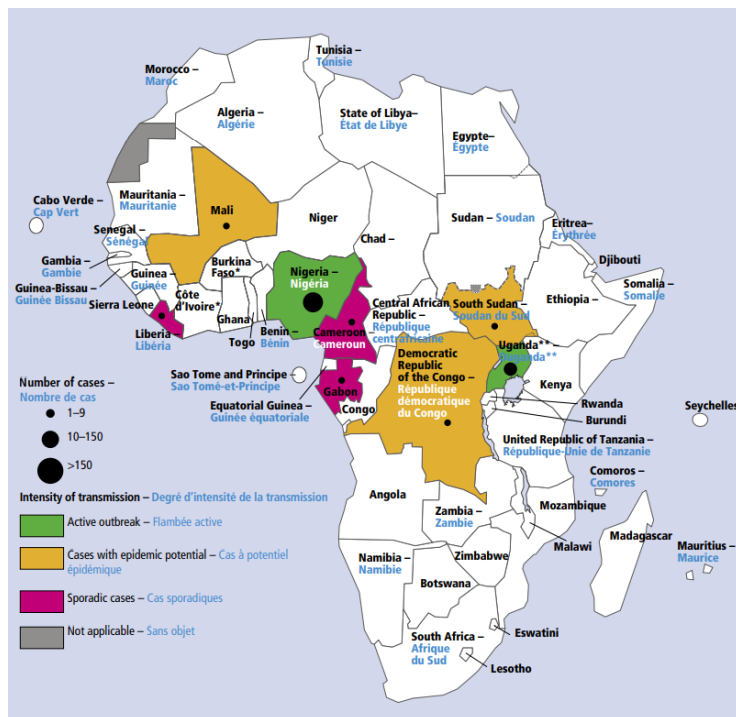 Tunisia –
Tunisie
Morocco –
Maroc
Algeria –
Algérie
State of Libya–
État de Libye
Egypte–
Égypte
Cabo Verde –
Cap Vert
Mauritania –
Mauritanie
Mali
Niger
Chad –
Sudan – Soudan
Eritrea–
Érythrée
Senegal –
Sénégal
Gambia –
Gambie
Guinea-Bissau –
Guinée Bissau
Guinea –
Guinée
Sierra Leone
Liberia –
Libéria
Côte
d'Ivoire*
Burkina
Faso*
Ghana
Togo
Benin –
Bénin
Nigeria –
Nigéria
Djibouti
Somalia –
Somalie
Ethiopia –
Central African
Republic –
République
centrafricaine
South Sudan –
Soudan du Sud
Cameroon –
Cameroun
Sao Tome and Principe –
Sao Tomé-et-Principe
Equatorial Guinea –
Guinée équatoriale
Gabon
Congo
Democratic
Republic
of the Congo –
République
démocratique
du Congo
Uganda** –
Ouganda**
Kenya
Rwanda
Burundi
Seychelles
United Republic of Tanzania –
République-Unie de Tanzanie
Comoros –
Comores
Angola
Zambia –
Zambie
Mozambique
Malawi
Madagascar
Mauritius –
Maurice
Namibia –
Namibie
Zimbabwe
Botswana
South Africa –
Afrique
du Sud
Eswatini
Lesotho
Number of cases –
Nombre de cas
1–9
10–150
>150
Intensity of transmission – Degré d'intensité de la transmission
Active outbreak – Flambée active
Cases with epidemic potential – Cas à potentiel
épidémique
Sporadic cases – Cas sporadiques
Not applicable – Sans objet